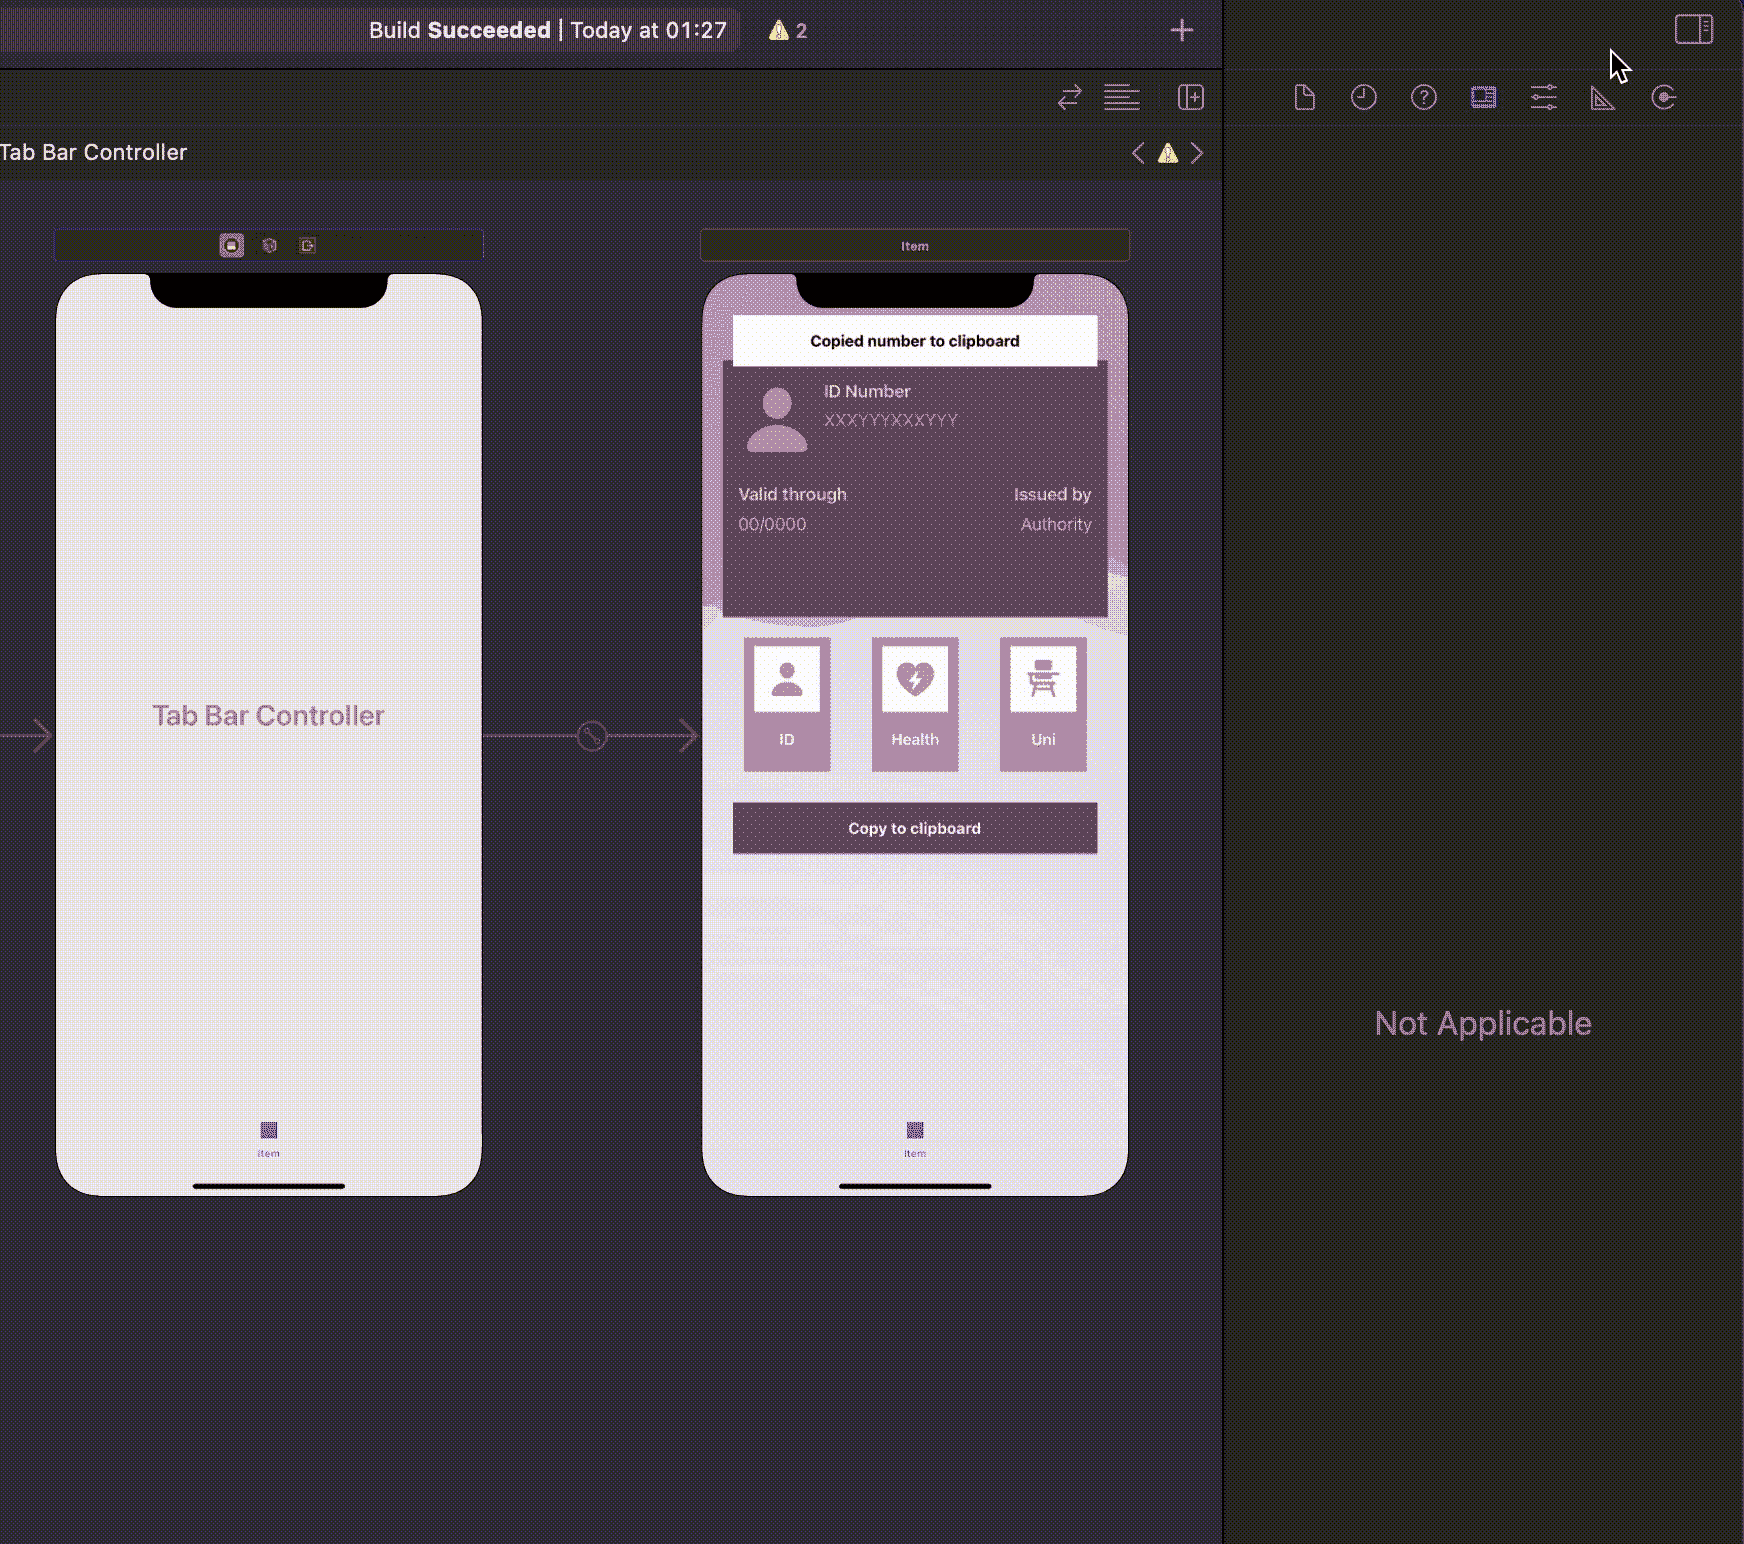 Build Succeeded | Today at 01:27
2
Tab Bar Controller
Item
Copied number to clipboard
ID Number
XXXYYYXXXYYY
Valid through
Issued by
00/0000
Authority
Tab Bar Controller
ID
Health
Uni
Copy to clipboard
Item
Item
Not Applicable